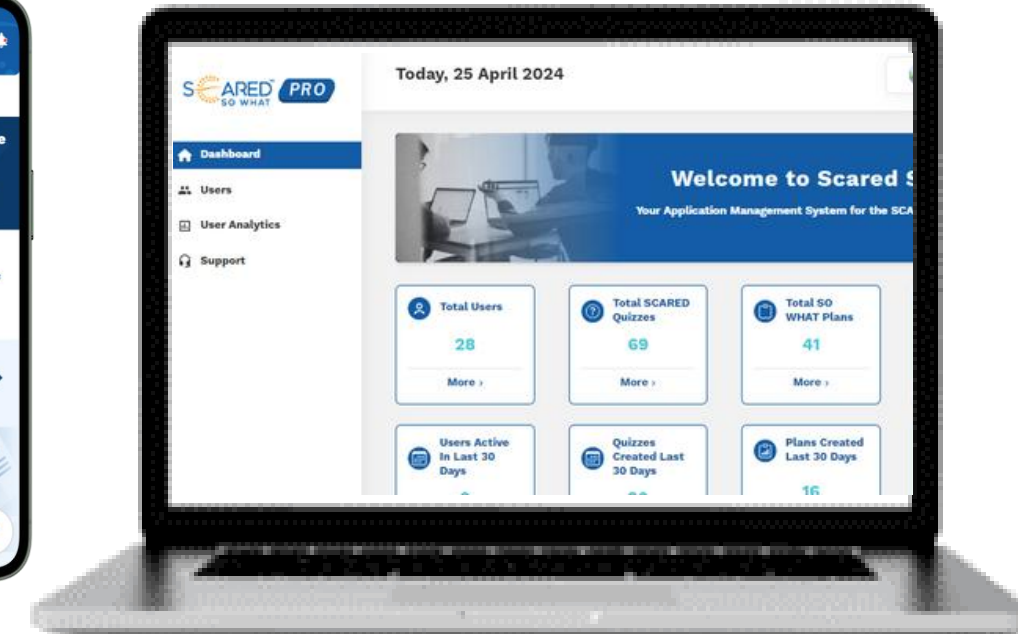 e
SCARED™ PRO
SO WHAT
Today, 25 April 2024
Dashboard
Users
User Analytics
Support
Welcome to Scared S
Your Application Management System for the SCA
Total Users
28
More ›
Total SCARED
Quizzes
69
More ›
Total SO
WHAT Plans
41
More ›
Users Active
In Last 30
Days
Quizzes
Created Last
30 Days
Plans Created
Last 30 Days
16